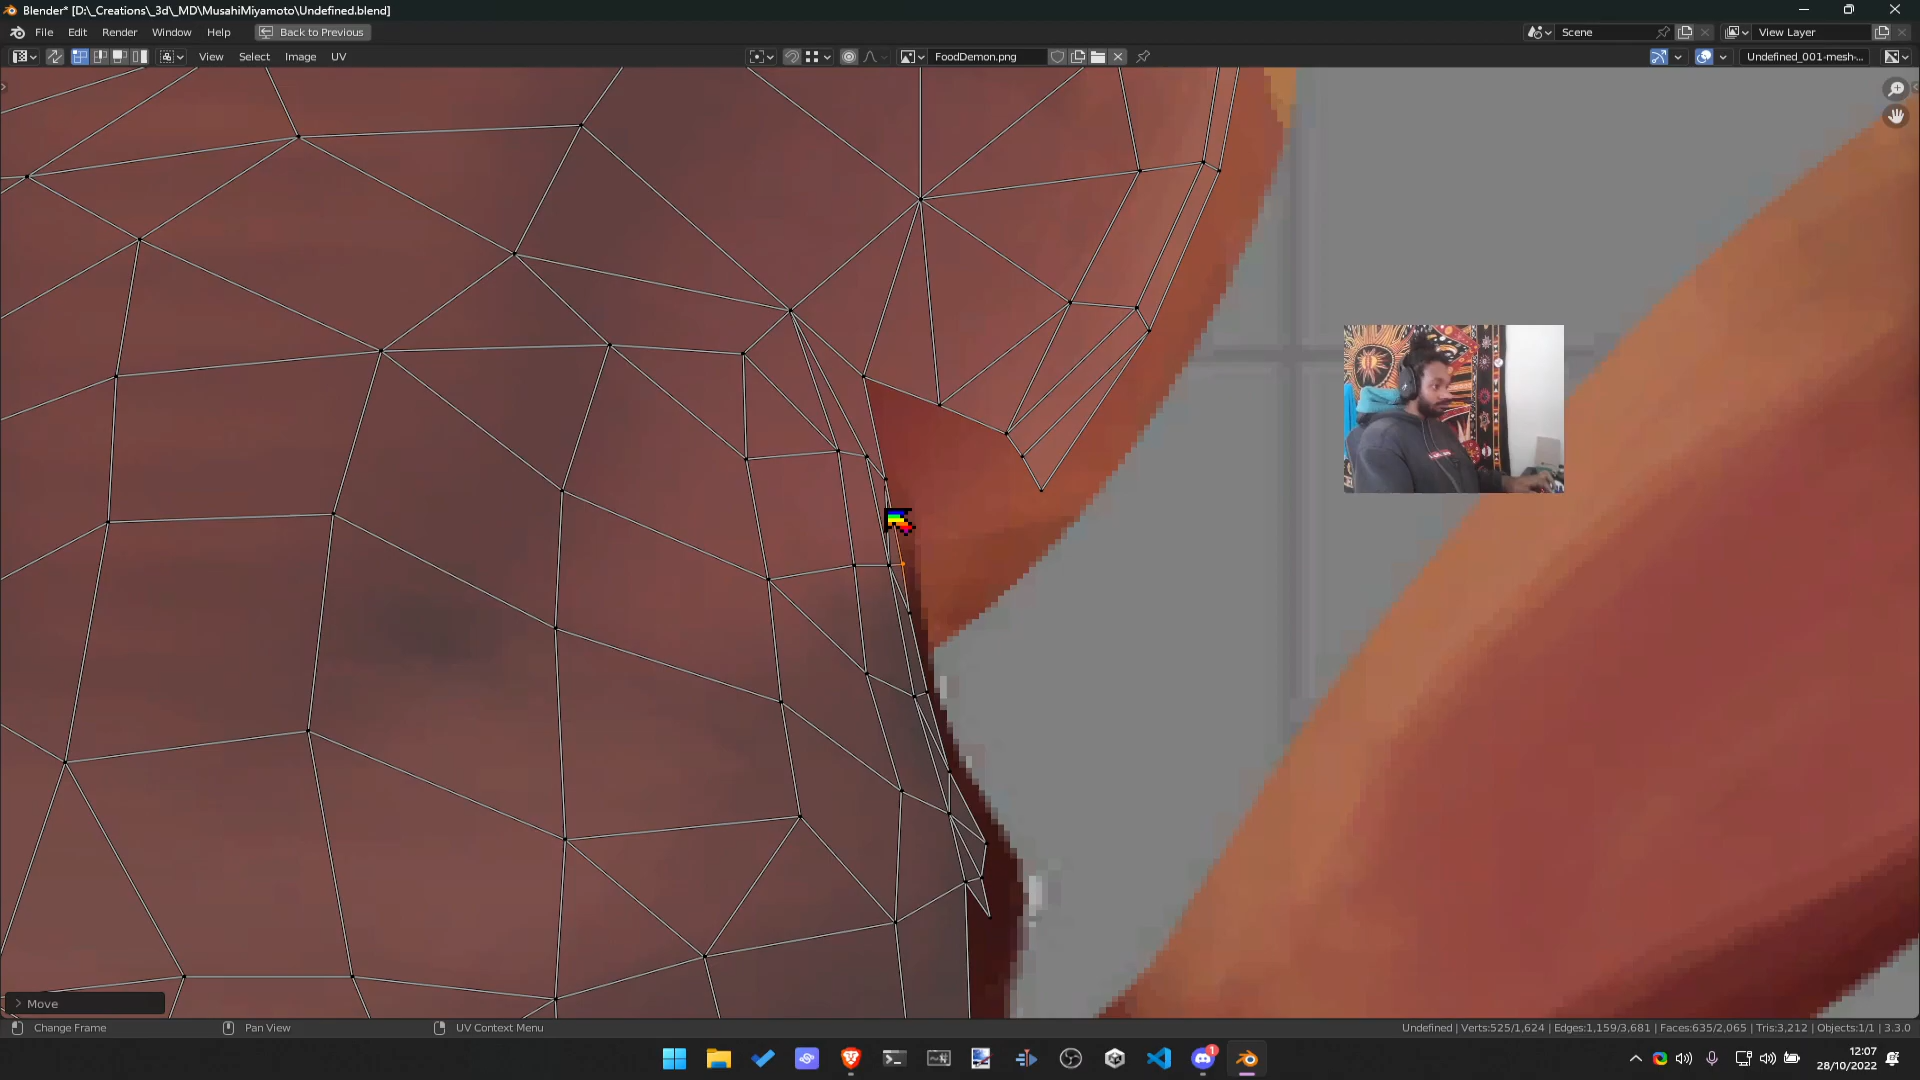 Blender* [D:\_Creations\_3d\_MD\MusahiMiyamoto\Undefined.blend]
File Edit Render Window Help Back to Previous Scene View Layer
View Select Image UV FoodDemon.png Undefined_001-mesh-...
Move
Change Frame Pan View UV Context Menu Undefined | Verts:525/1,624 | Edges:1,159/3,681 | Faces:635/2,065 | Tris:3,212 | Objects:1/1 | 3.3.0
1
12:07
28/10/2022